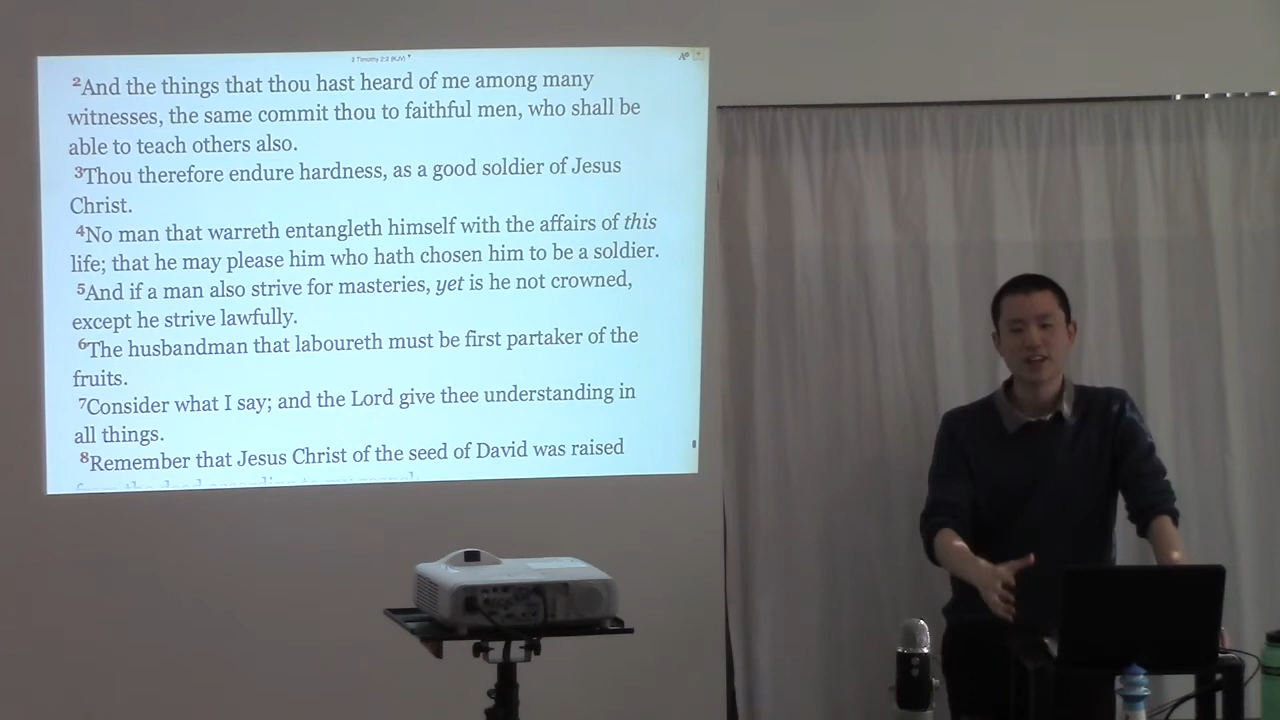 2 Timothy 2:2 (KJV)
2And the things that thou hast heard of me among many
witnesses, the same commit thou to faithful men, who shall be
able to teach others also.
3Thou therefore endure hardness, as a good soldier of Jesus
Christ.
4No man that warreth entangleth himself with the affairs of this
life; that he may please him who hath chosen him to be a soldier.
5And if a man also strive for masteries, yet is he not crowned,
except he strive lawfully.
6The husbandman that laboureth must be first partaker of the
fruits.
7Consider what I say; and the Lord give thee understanding in
all things.
8Remember that Jesus Christ of the seed of David was raised